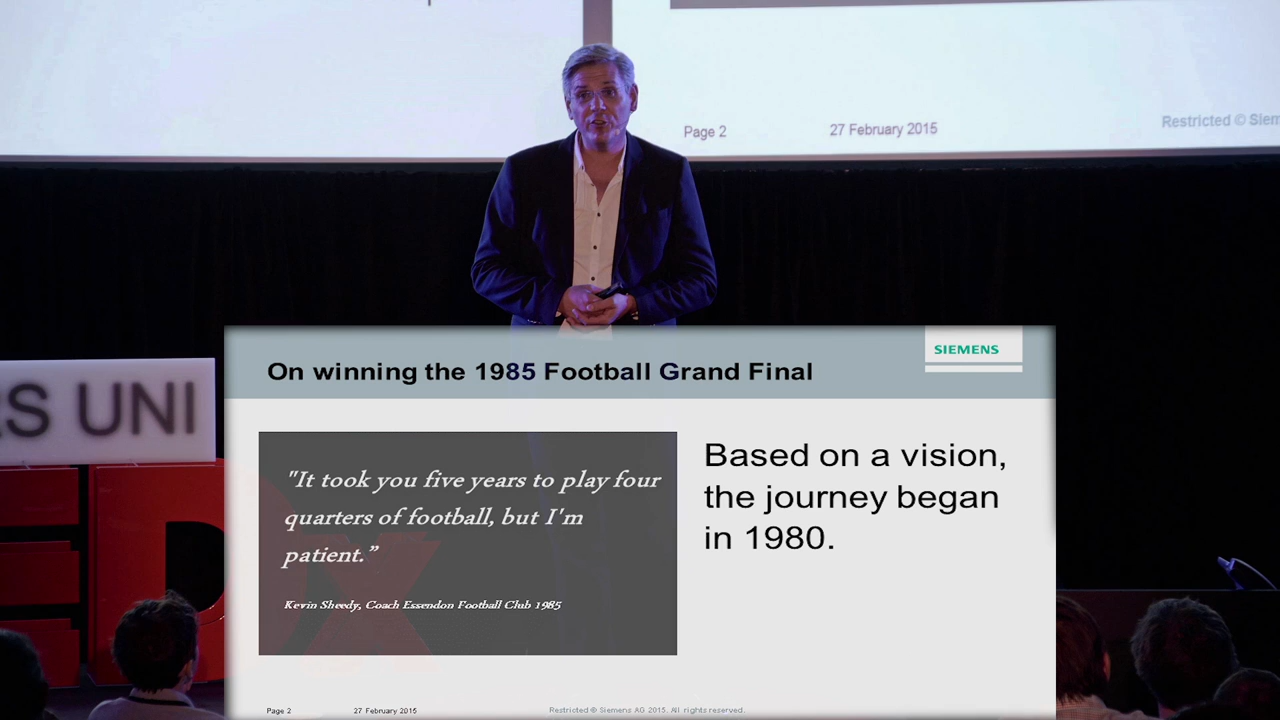 Page 2
27 February 2015
Restricted © Siem
S UNI
ED
SIEMENS
On winning the 1985 Football Grand Final
"It took you five years to play four
quarters of football, but I'm
patient.”
Kevin Sheedy, Coach Essendon Football Club 1985
Based on a vision,
the journey began
in 1980.
Page 2
27 February 2015
Restricted © Siemens AG 2015. All rights reserved.